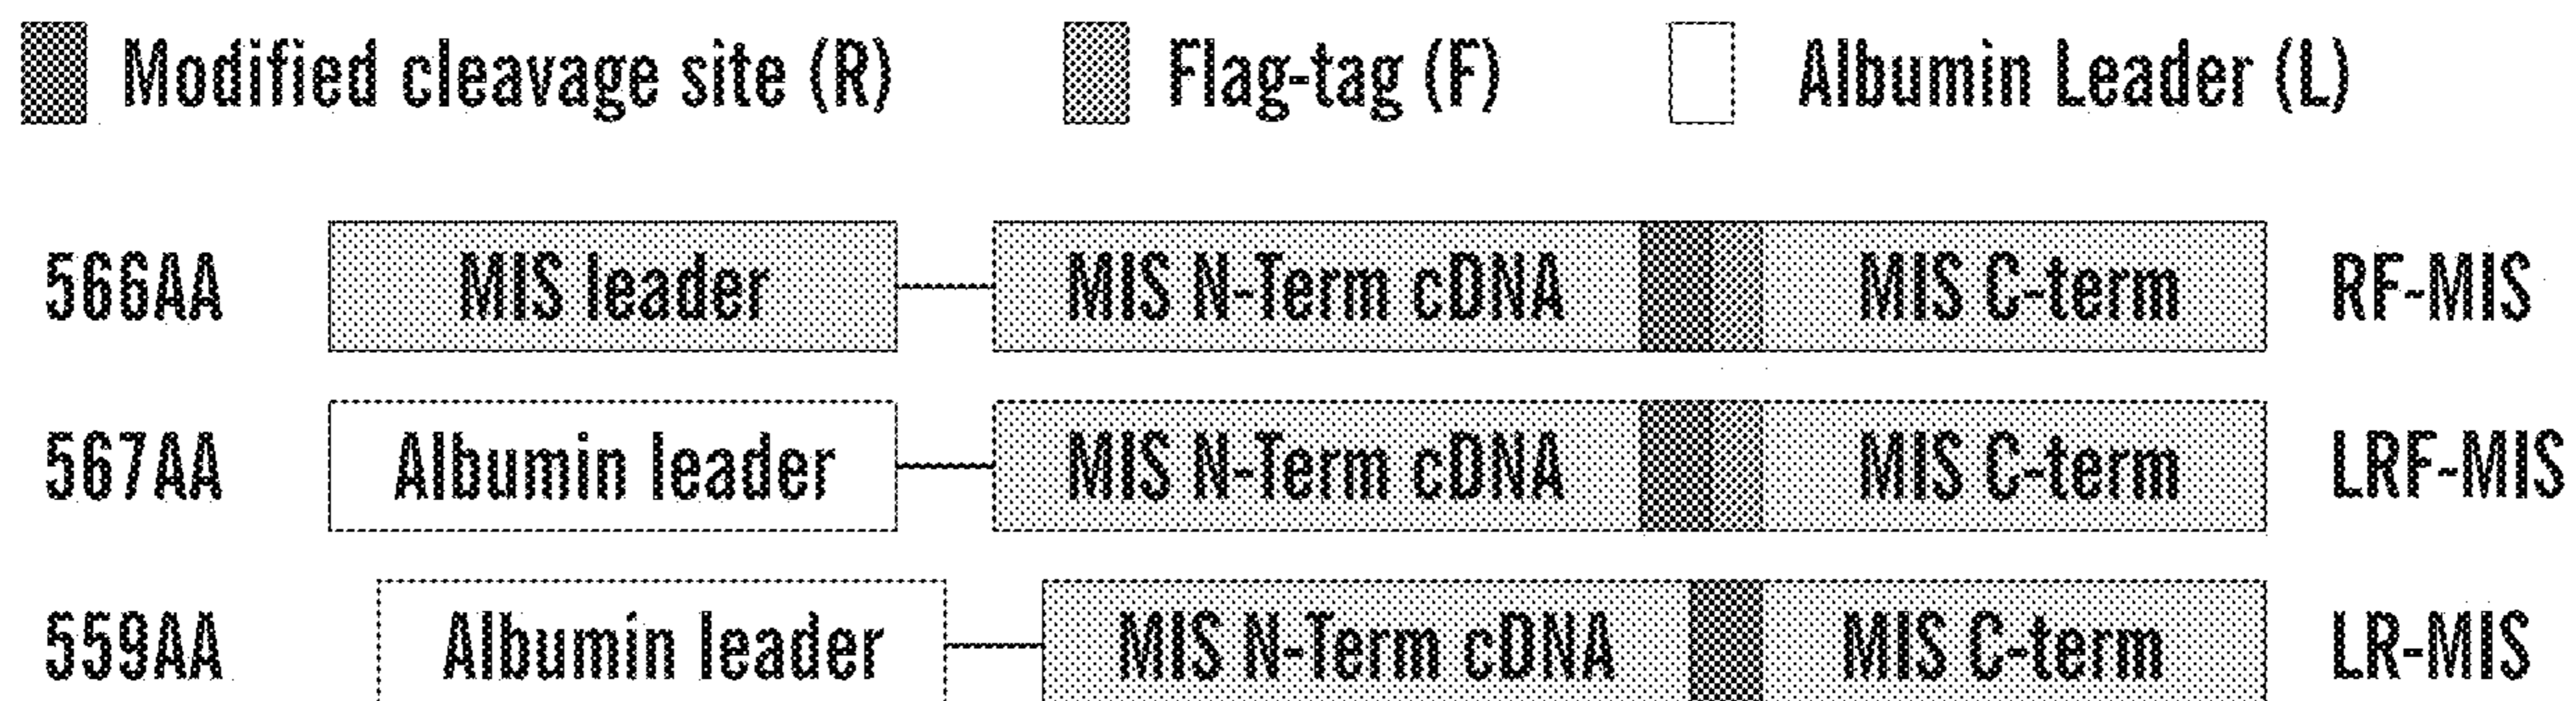 Modified cleavage site (R) Flag-tag (F) Albumin Leader (L)
566AA MIS leader MIS N-Term cDNA MIS C-term RF-MIS
567AA Albumin leader MIS N-Term cDNA MIS C-term LRF-MIS
559AA Albumin leader MIS N-Term cDNA MIS C-term LR-MIS